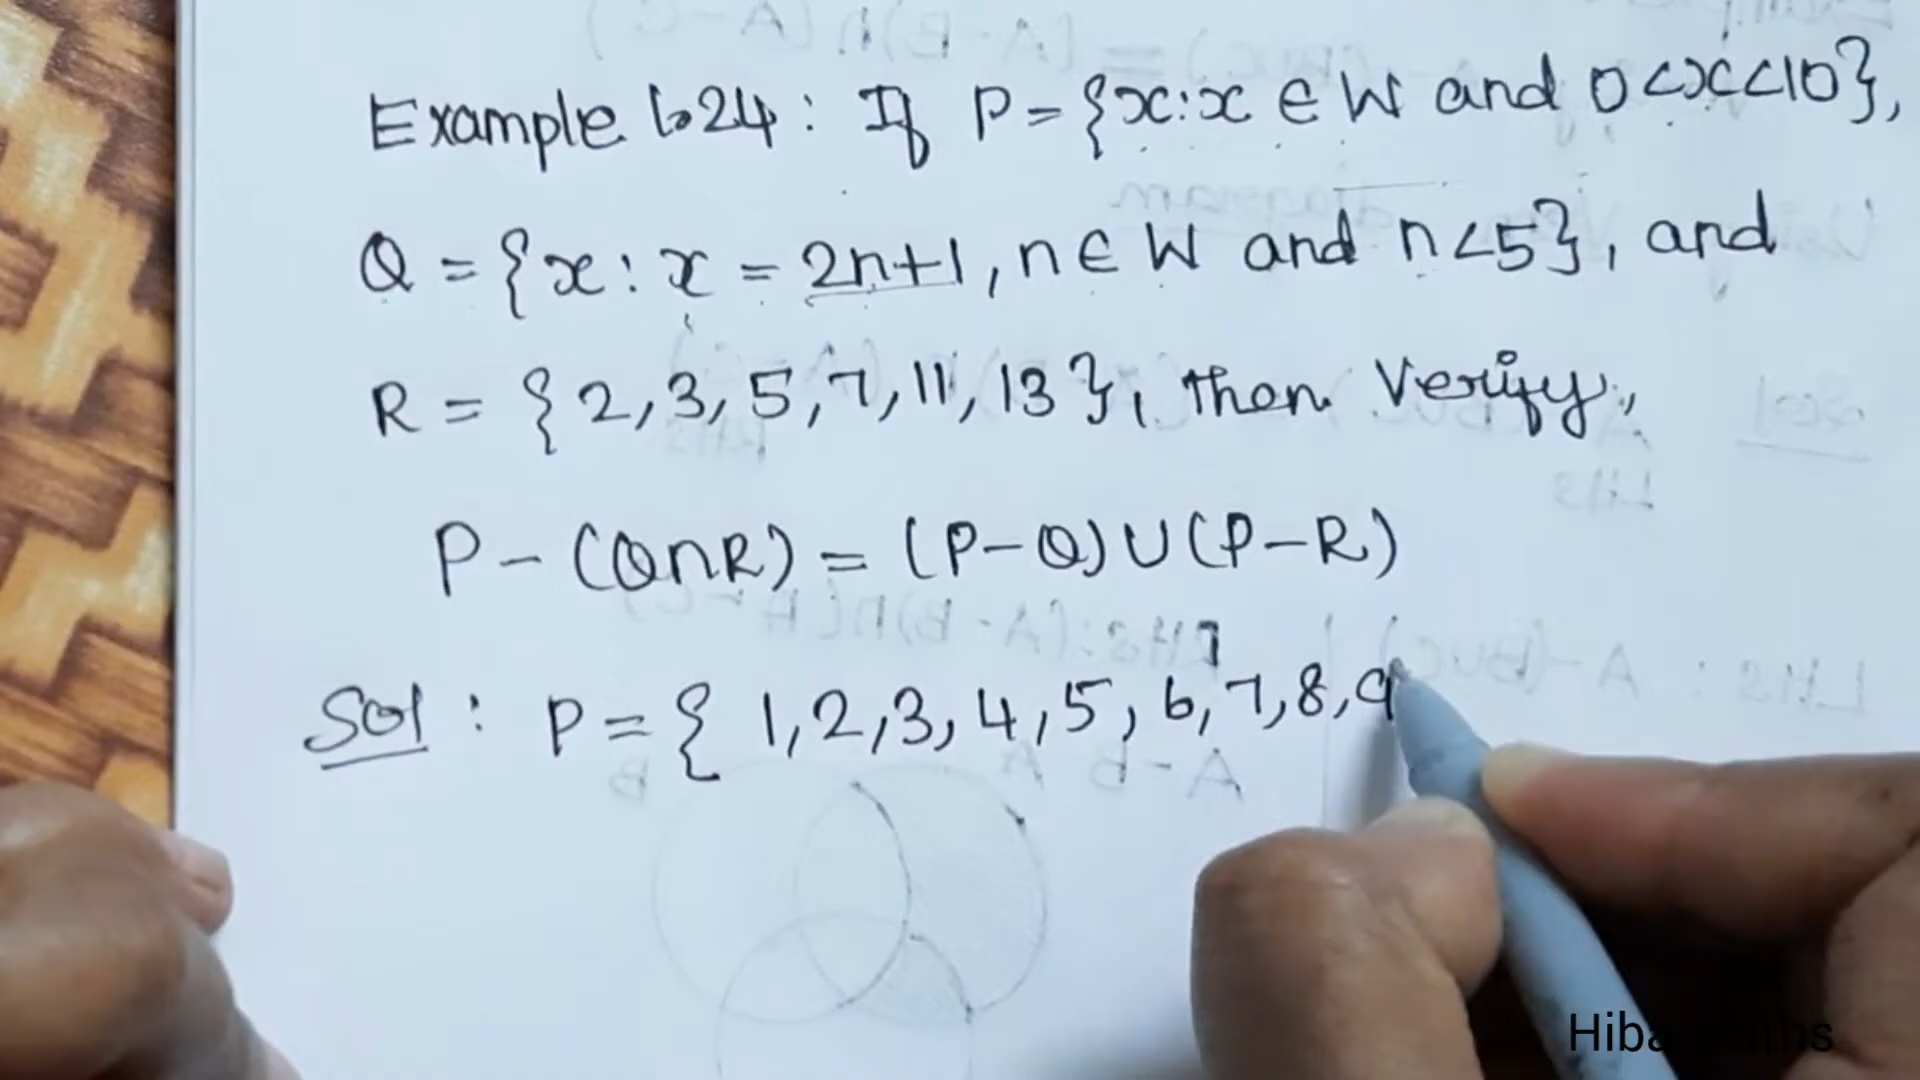 Example 1.24: If P = {x:x ∈ W and 0<x<10},
Q = {x : x = 2n+1, n ∈ W and n<5}, and
R = {2, 3, 5, 7, 11, 13}, then Verify,
P - (Q∩R) = (P-Q)∪(P-R)
Sol : P = { 1, 2, 3, 4, 5, 6, 7, 8, 9